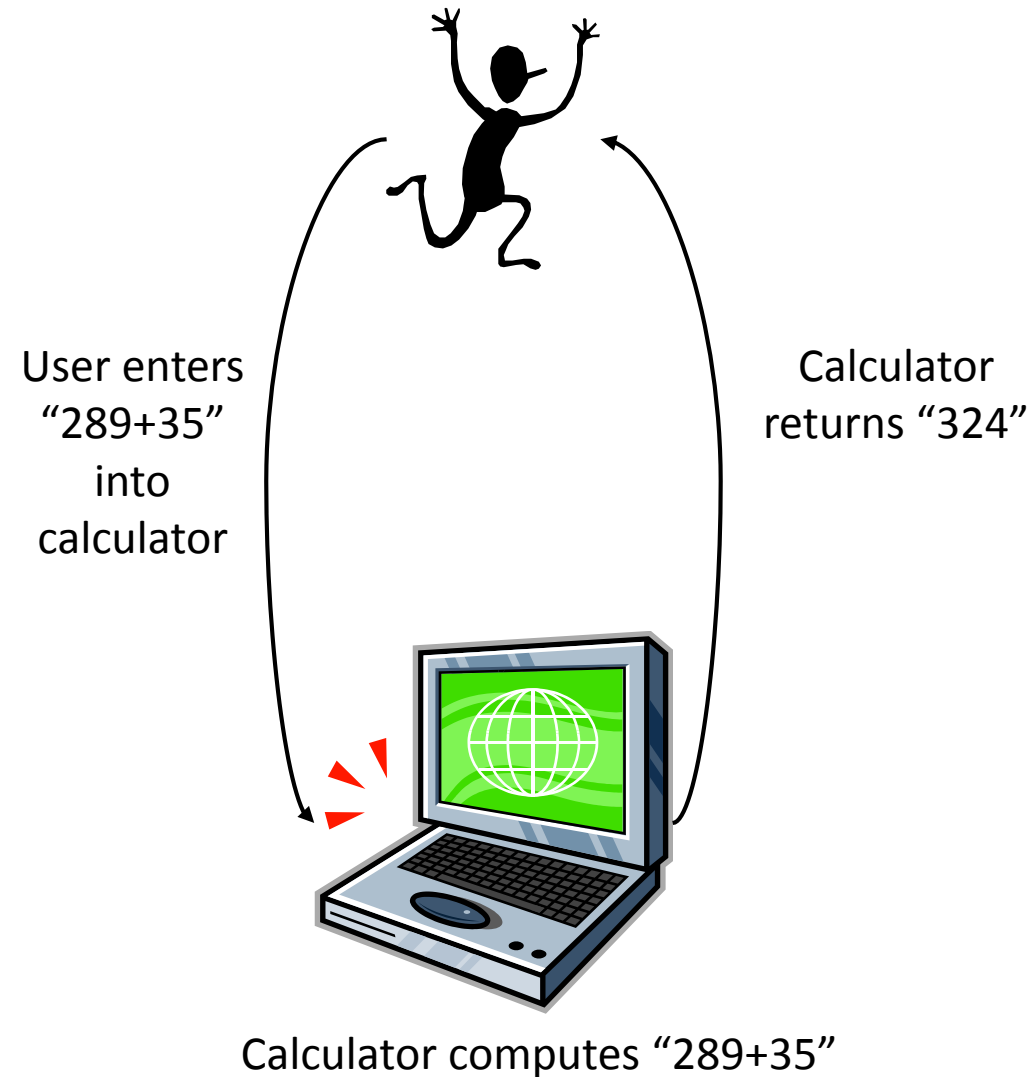 User enters
“289+35”
into
calculator
Calculator
returns “324”
Calculator computes “289+35”